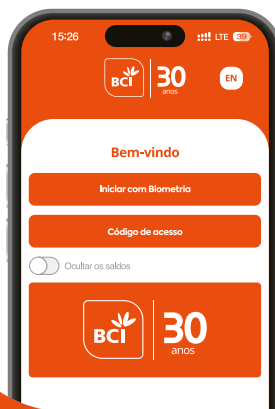 15:26 LTE 39
BCI 30 anos EN
Bem-vindo
Iniciar com Biometria
Código de acesso
Ocultar os saldos
BCI 30
anos